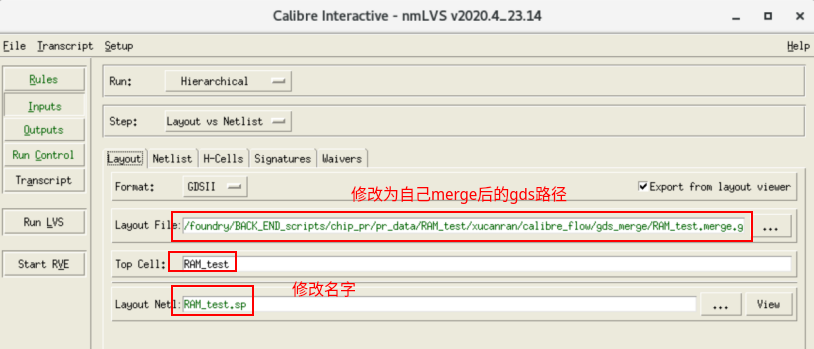 Calibre Interactive - nmLVS v2020.4_23.14
File Transcript Setup Help
Rules
Inputs
Outputs
Run Control
Transcript
Run LVS
Start RVE
Run: Hierarchical
Step: Layout vs Netlist
Layout Netlist H-Cells Signatures Waivers
Format: GDSII Export from layout viewer
修改为自己merge后的gds路径
Layout File: /foundry/BACK_END_scripts/chip_pr/pr_data/RAM_test/xucanran/calibre_flow/gds_merge/RAM_test.merge.g ...
Top Cell: RAM_test
修改名字
Layout Netl: RAM_test.sp ... View